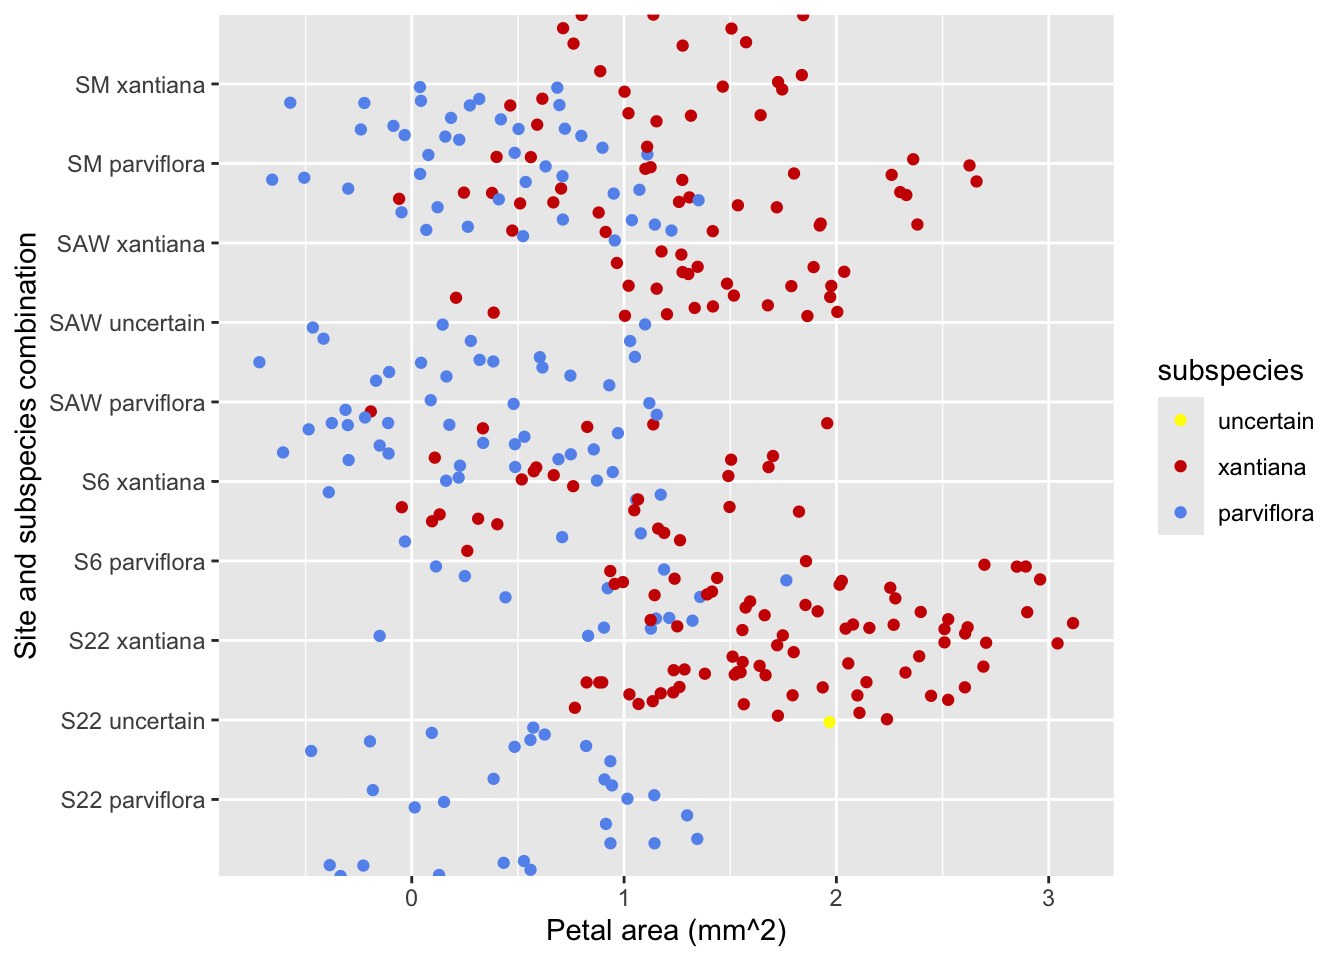 SM xantiana
SM parviflora
SAW xantiana
SAW uncertain
SAW parviflora
S6 xantiana
S6 parviflora
S22 xantiana
S22 uncertain
S22 parviflora
Site and subspecies combination
0 1 2 3
Petal area (mm^2)
subspecies
uncertain
xantiana
parviflora